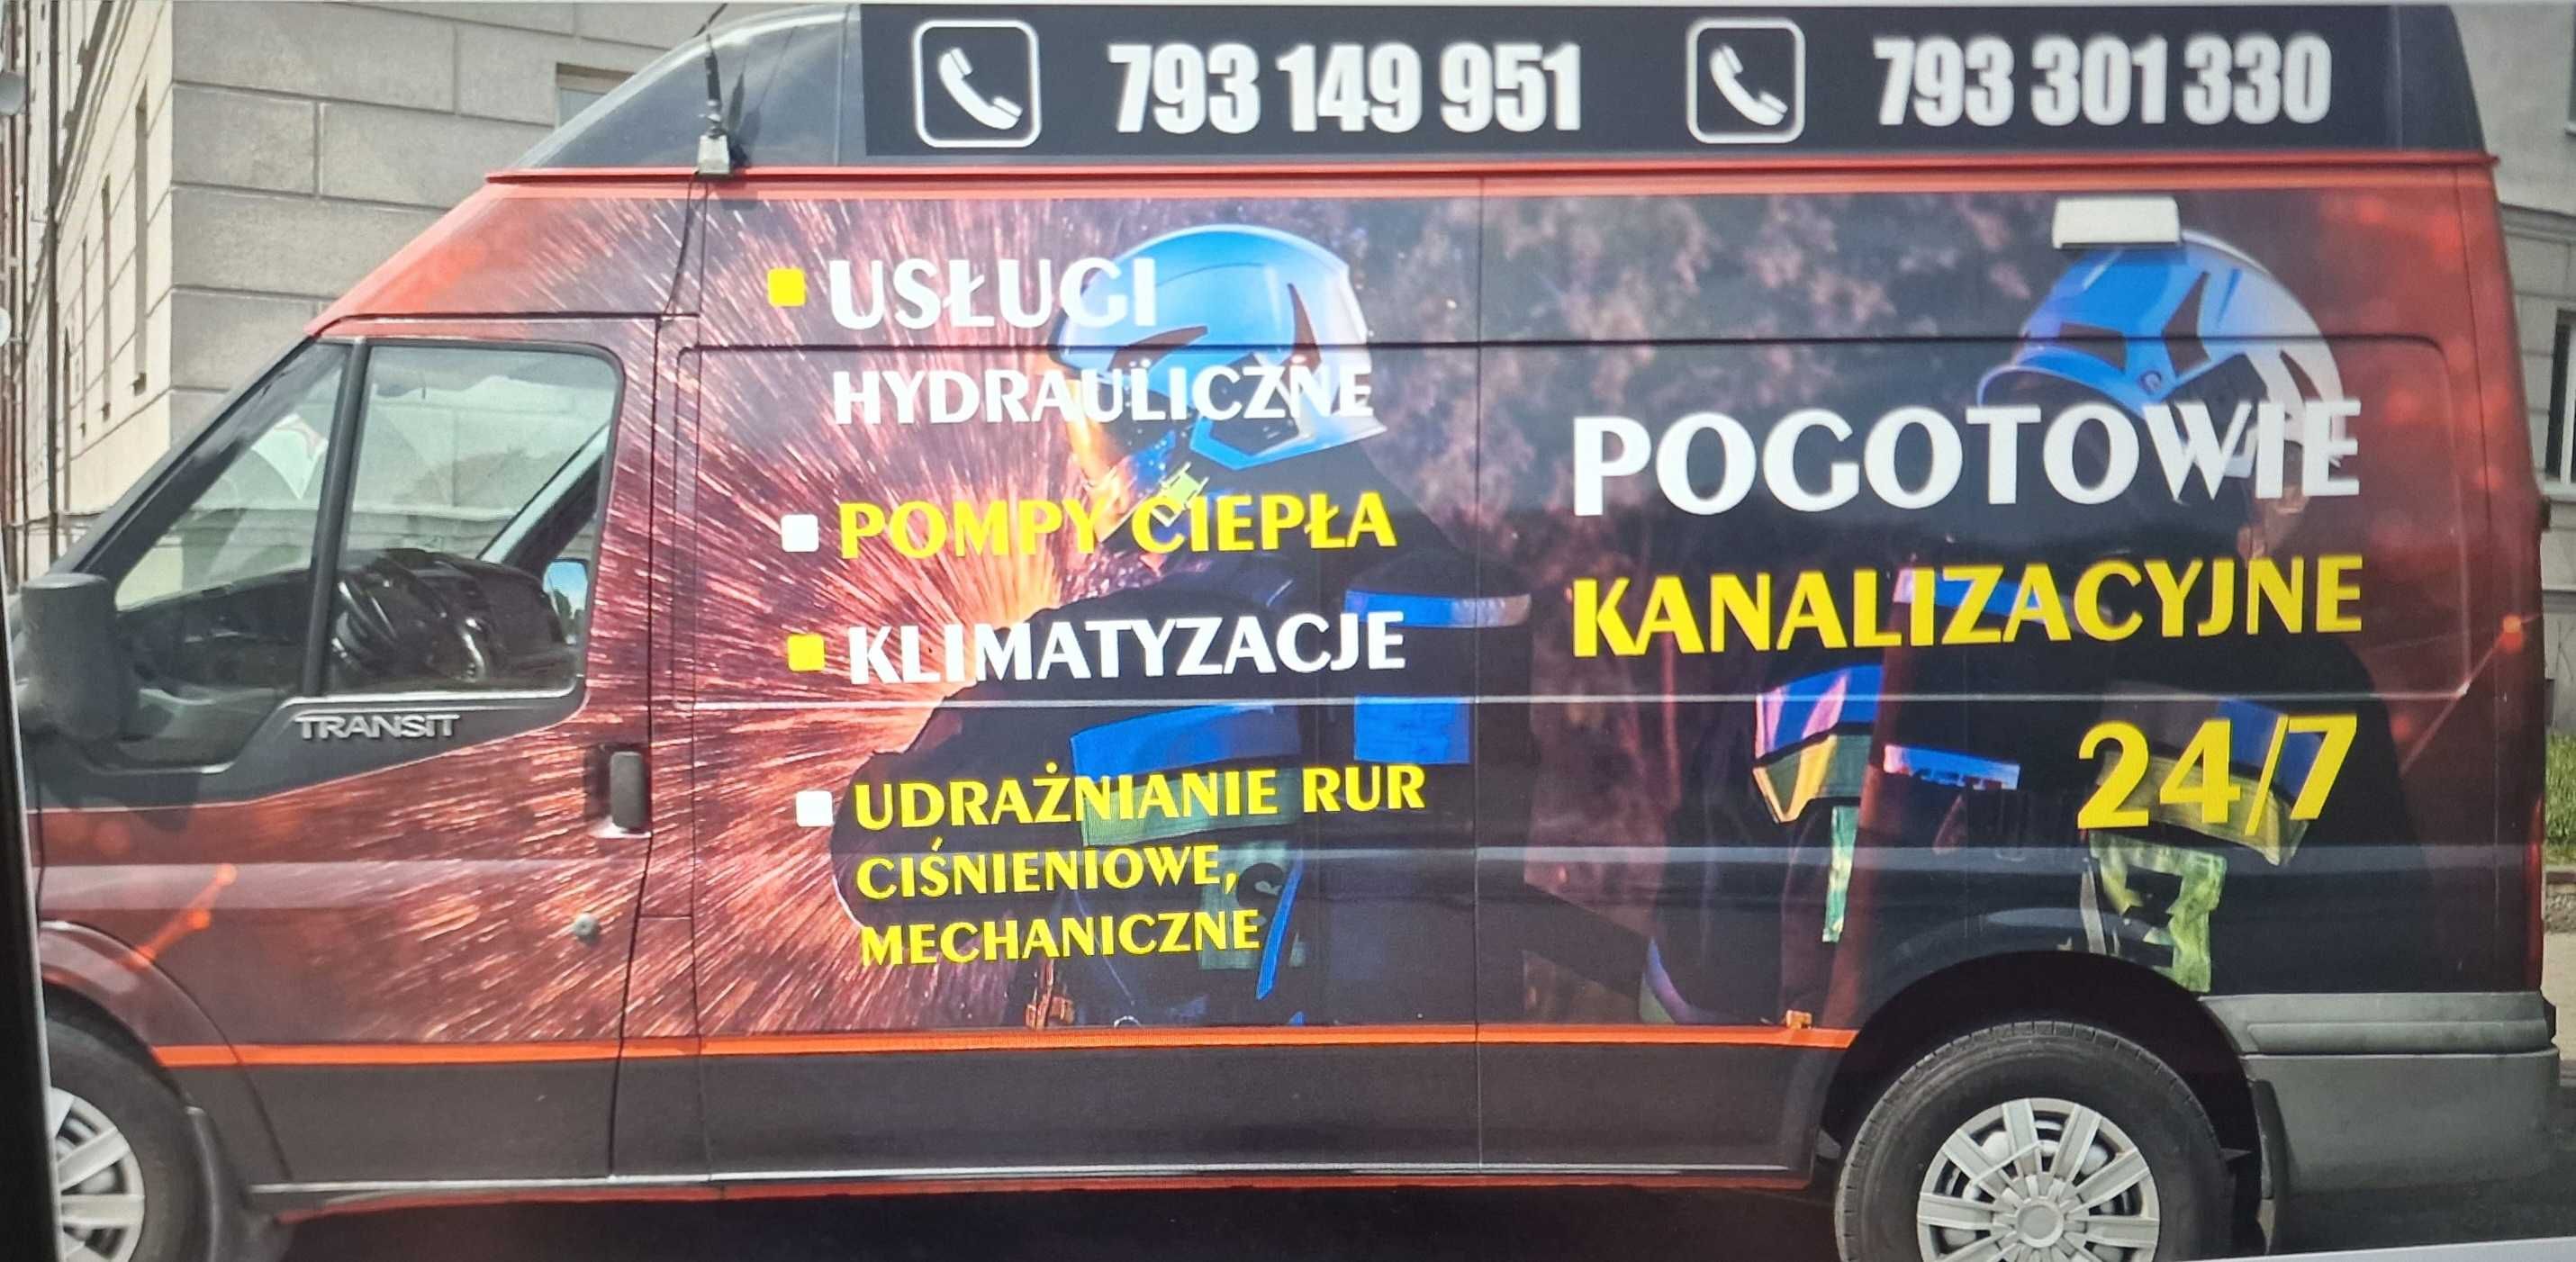 793 149 951
793 301 330
USŁUGI
HYDRAULICZNE
POMPY CIEPŁA
KLIMATYZACJE
UDRAŻNIANIE RUR
CIŚNIENIOWE,
MECHANICZNE
POGOTOWIE
KANALIZACYJNE
24/7
TRANSIT